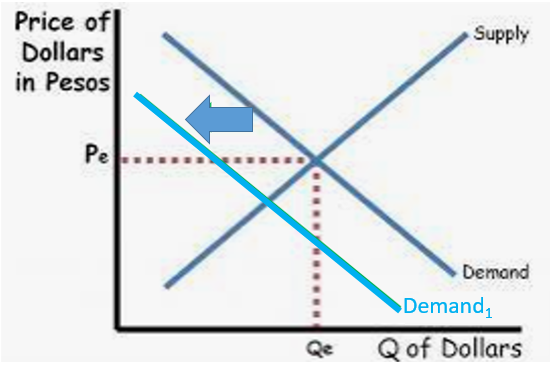 Price of
Dollars
in Pesos
Supply
Pe
Demand
Demand1
Qe
Q of Dollars